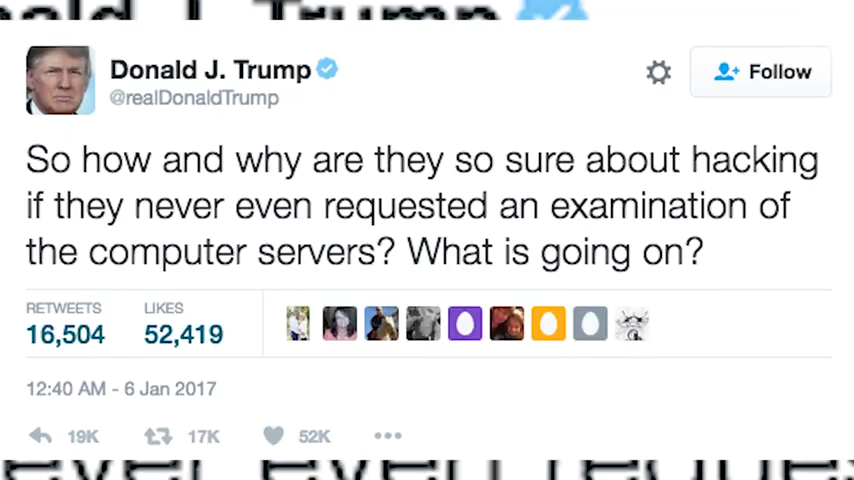 Donald J. Trump
@realDonaldTrump
Follow
So how and why are they so sure about hacking
if they never even requested an examination of
the computer servers? What is going on?
RETWEETS LIKES
16,504 52,419
12:40 AM - 6 Jan 2017
19K 17K 52K